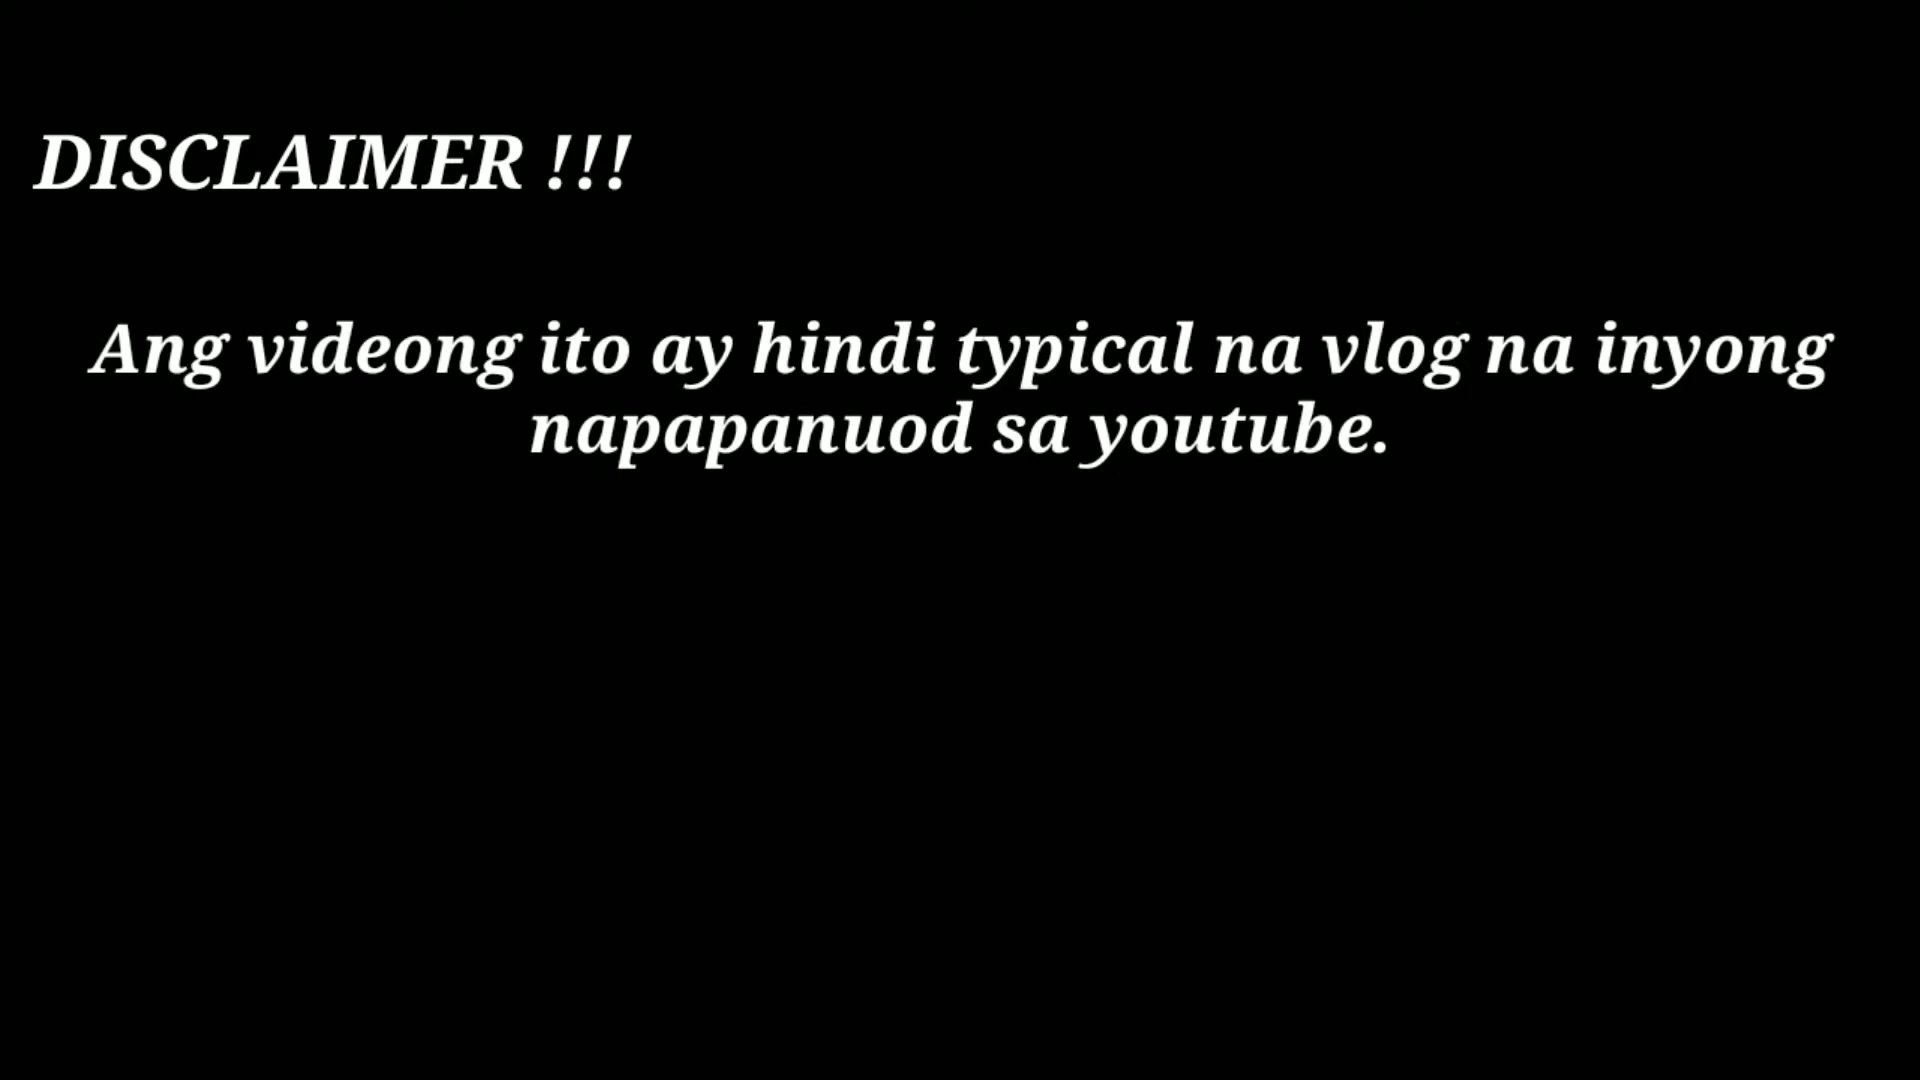 DISCLAIMER !!!
Ang videong ito ay hindi typical na vlog na inyong
napapanuod sa youtube.